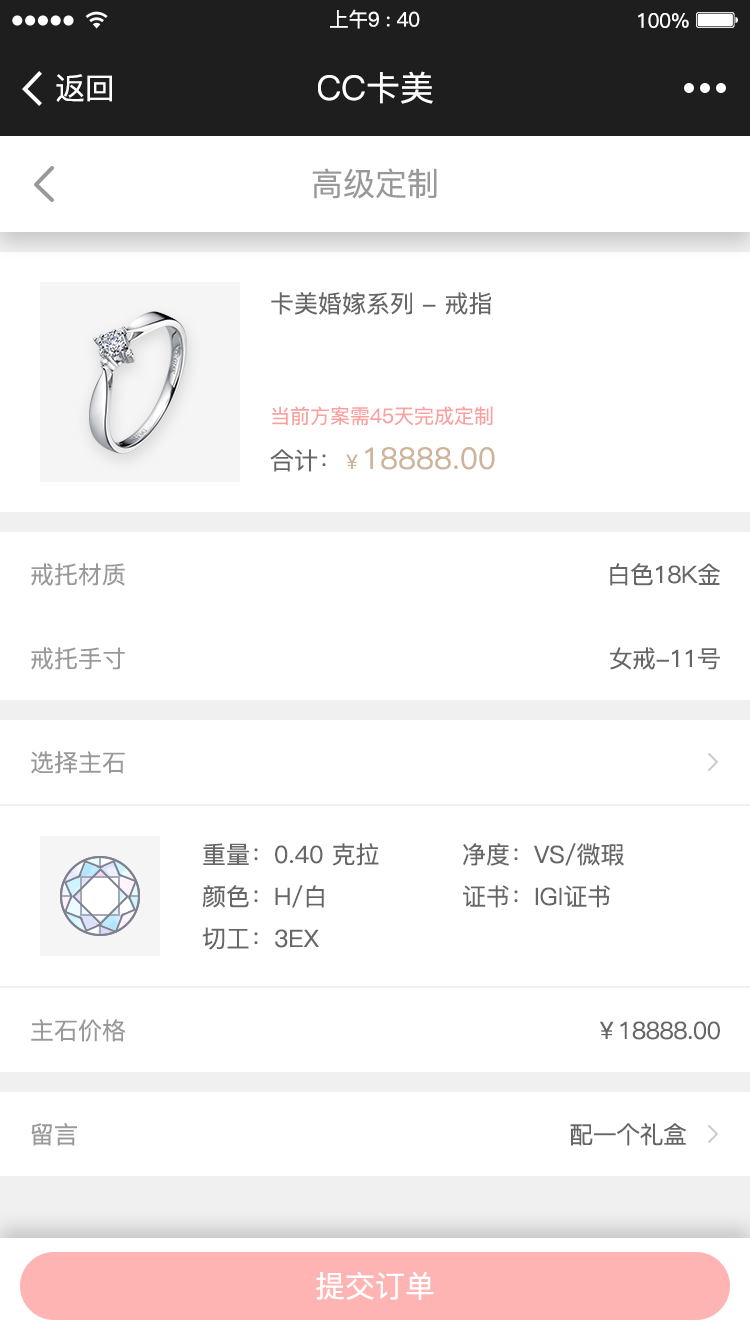 上午9 : 40
100%
返回
CC卡美
高级定制
卡美婚嫁系列 – 戒指
当前方案需45天完成定制
合计： ¥ 18888.00
戒托材质 白色18K金
戒托手寸 女戒–11号
选择主石
重量：0.40 克拉 净度：VS/微瑕
颜色：H/白 证书：IGI证书
切工：3EX
主石价格 ¥ 18888.00
留言 配一个礼盒
提交订单